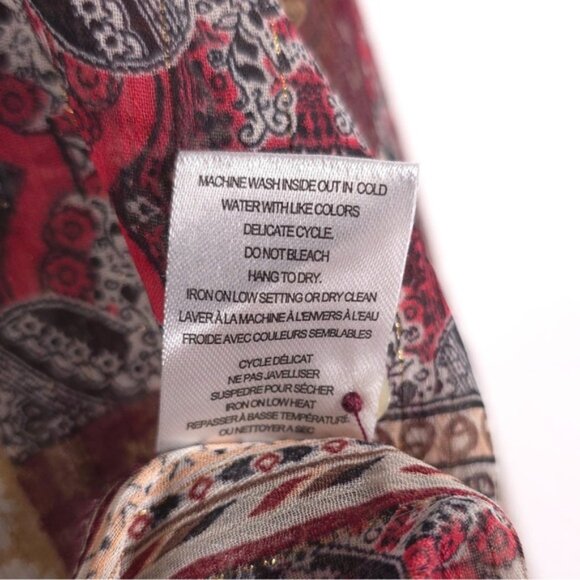 MACHINE WASH INSIDE OUT IN COLD
WATER WITH LIKE COLORS
DELICATE CYCLE.
DO NOT BLEACH
HANG TO DRY.
IRON ON LOW SETTING OR DRY CLEAN
LAVER À LA MACHINE À L'ENVERS À L'EAU
FROIDE AVEC COULEURS SEMBLABLES
CYCLE DÉLICAT
NE PAS JAVELLISER
SUSPEDRE POUR SÈCHER
IRON ON LOW HEAT
REPASSER À BASSE TEMPÉRATURE
OU NETTOYER A SEC